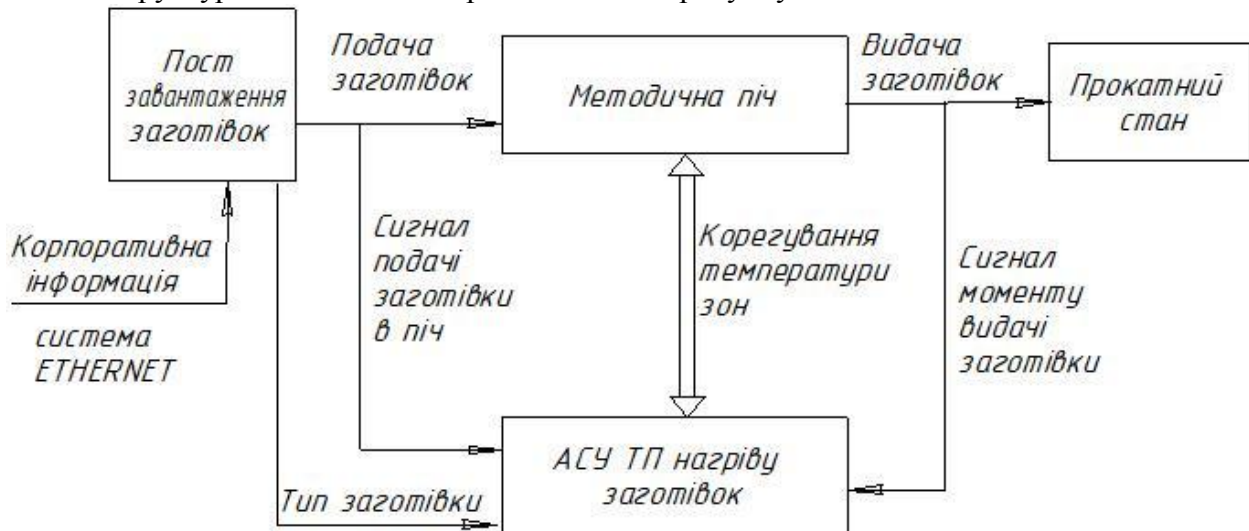 Пост
завантаження
заготівок
Подача
заготівок
Методична піч
Видача
заготівок
Прокатний
стан
Корпоративна
інформація
система
ETHERNET
Сигнал
подачі
заготівки
в піч
Корегування
температури
зон
Сигнал
моменту
видачі
заготівки
Тип заготівки
АСУ ТП нагріву
заготівок